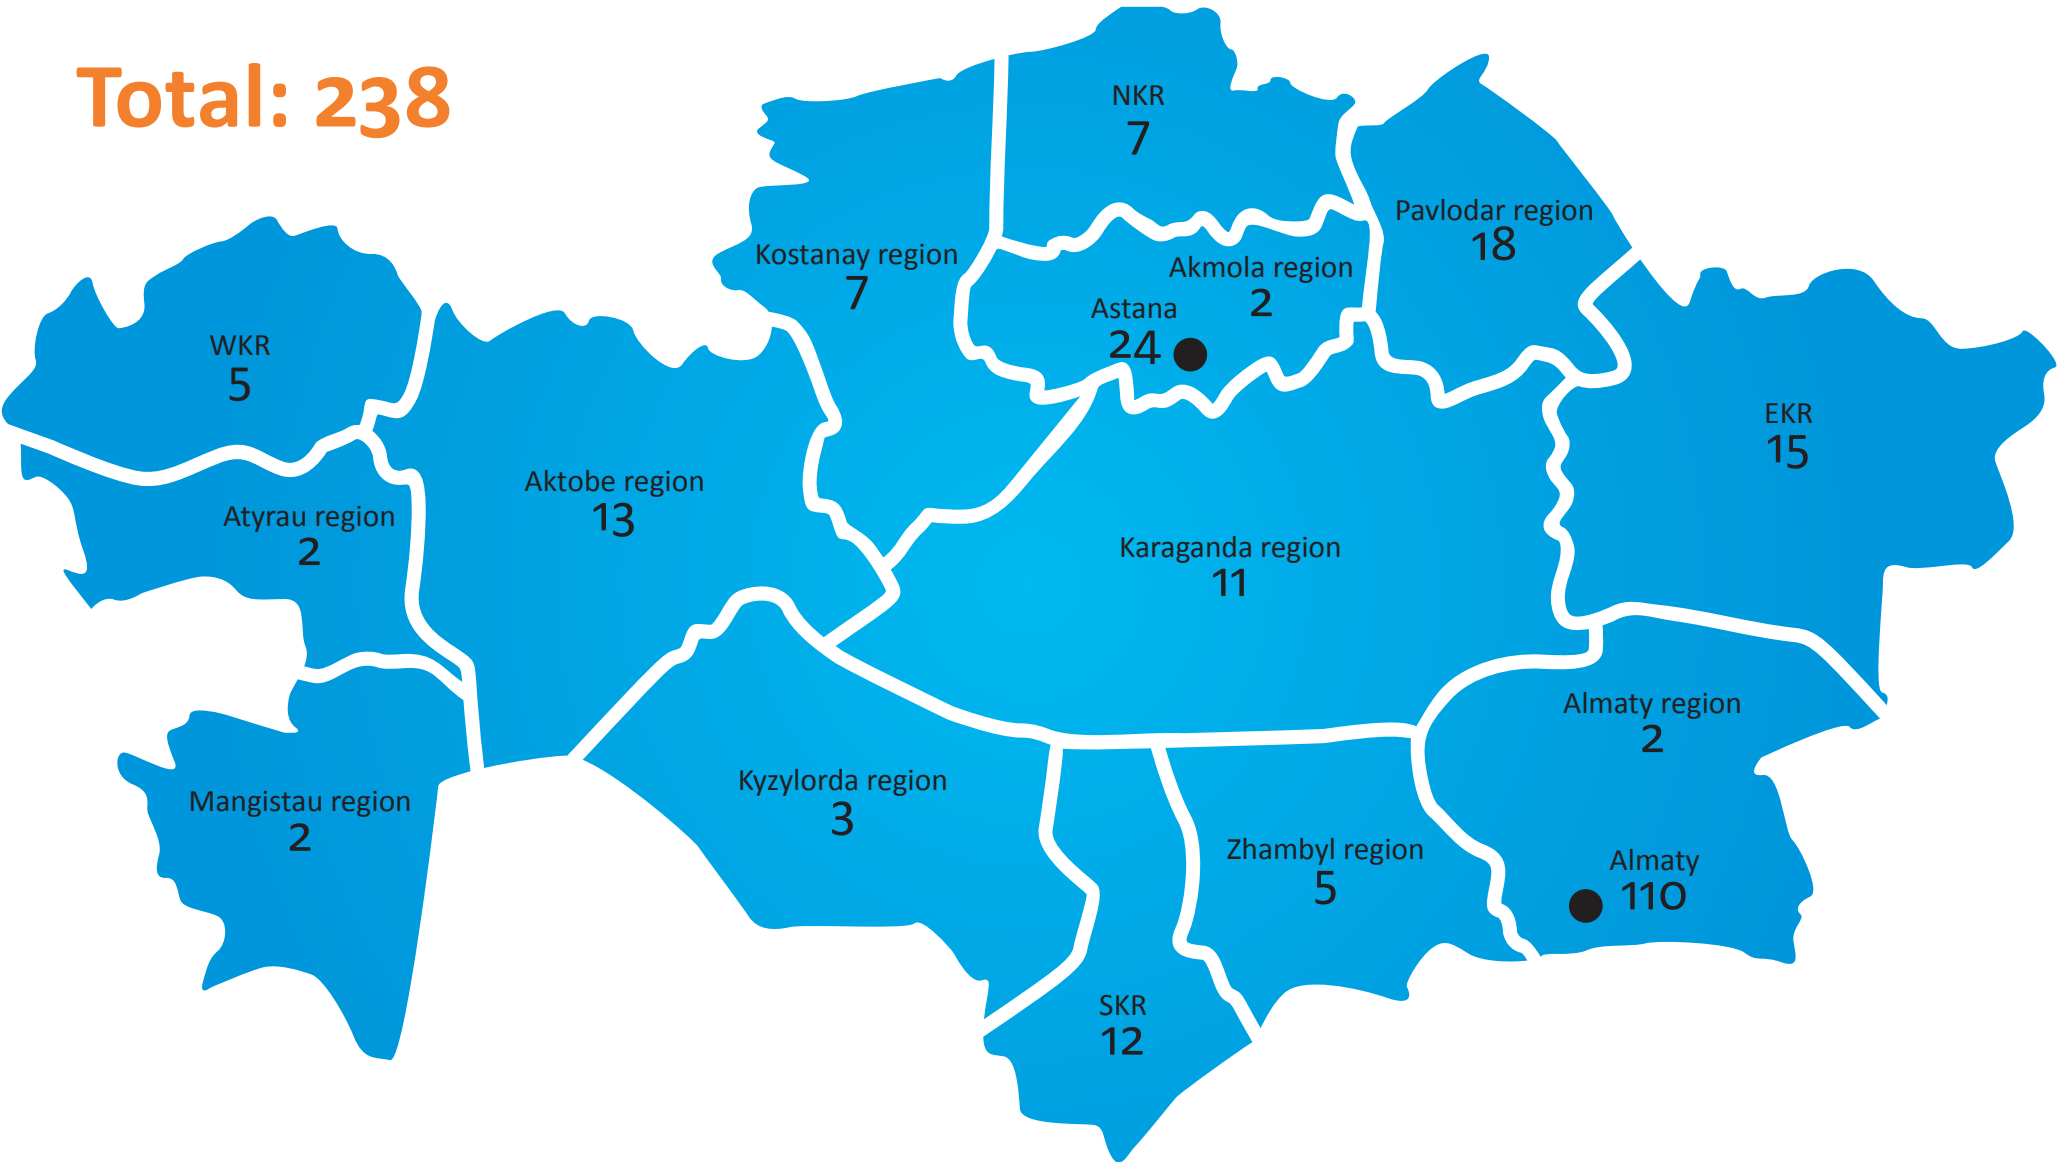 Total: 238
NKR
7
Pavlodar region
18
Kostanay region
7
Akmola region
2
Astana
24
WKR
5
EKR
15
Aktobe region
13
Atyrau region
2
Karaganda region
11
Almaty region
2
Kyzylorda region
3
Mangistau region
2
Zhambyl region
5
Almaty
110
SKR
12